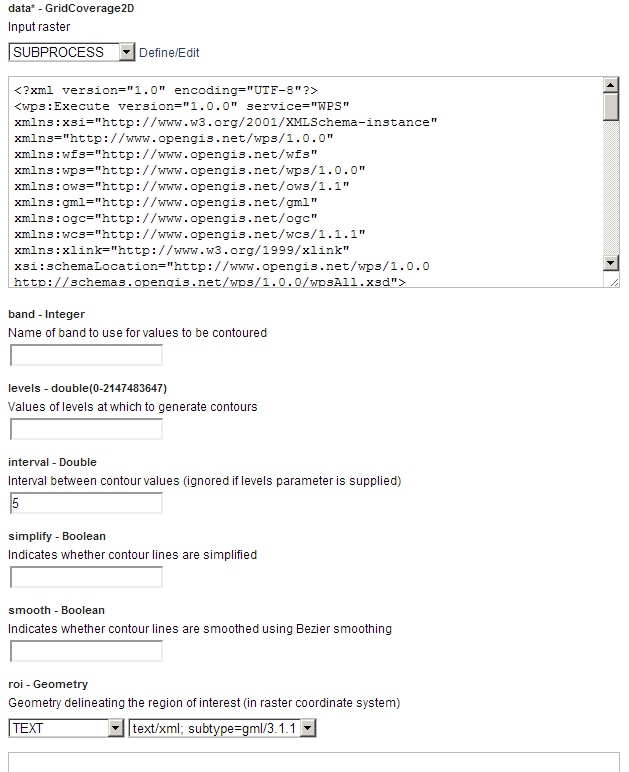 data* - GridCoverage2D
Input raster
SUBPROCESS Define/Edit
<?xml version="1.0" encoding="UTF-8"?>
<wps:Execute version="1.0.0" service="WPS"
xmlns:xsi="http://www.w3.org/2001/XMLSchema-instance"
xmlns="http://www.opengis.net/wps/1.0.0"
xmlns:wfs="http://www.opengis.net/wfs"
xmlns:wps="http://www.opengis.net/wps/1.0.0"
xmlns:ows="http://www.opengis.net/ows/1.1"
xmlns:gml="http://www.opengis.net/gml"
xmlns:ogc="http://www.opengis.net/ogc"
xmlns:wcs="http://www.opengis.net/wcs/1.1.1"
xmlns:xlink="http://www.w3.org/1999/xlink"
xsi:schemaLocation="http://www.opengis.net/wps/1.0.0
http://schemas.opengis.net/wps/1.0.0/wpsAll.xsd">
band - Integer
Name of band to use for values to be contoured
levels - double(0-2147483647)
Values of levels at which to generate contours
interval - Double
Interval between contour values (ignored if levels parameter is supplied)
5
simplify - Boolean
Indicates whether contour lines are simplified
smooth - Boolean
Indicates whether contour lines are smoothed using Bezier smoothing
roi - Geometry
Geometry delineating the region of interest (in raster coordinate system)
TEXT text/xml; subtype=gml/3.1.1